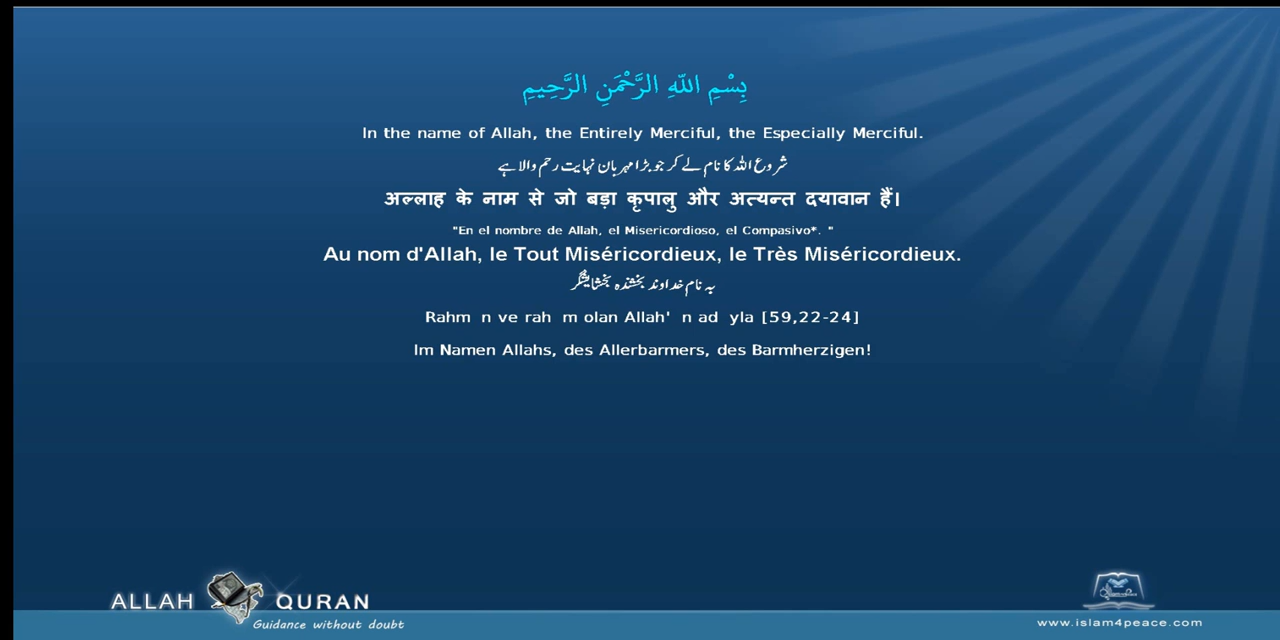 بِسْمِ اللَّهِ الرَّحْمَنِ الرَّحِيمِ
In the name of Allah, the Entirely Merciful, the Especially Merciful.
شروع الله کا نام لے کر جو بڑا مہربان نہایت رحم والا ہے
अल्लाह के नाम से जो बड़ा कृपालु और अत्यन्त दयावान हैं।
"En el nombre de Allah, el Misericordioso, el Compasivo*. "
Au nom d'Allah, le Tout Miséricordieux, le Très Miséricordieux.
به نام خداوند بخشنده بخشایشگر
Rahm n ve rah m olan Allah' n ad yla [59,22-24]
Im Namen Allahs, des Allerbarmers, des Barmherzigen!
ALLAH QURAN
Guidance without doubt
www.islam4peace.com